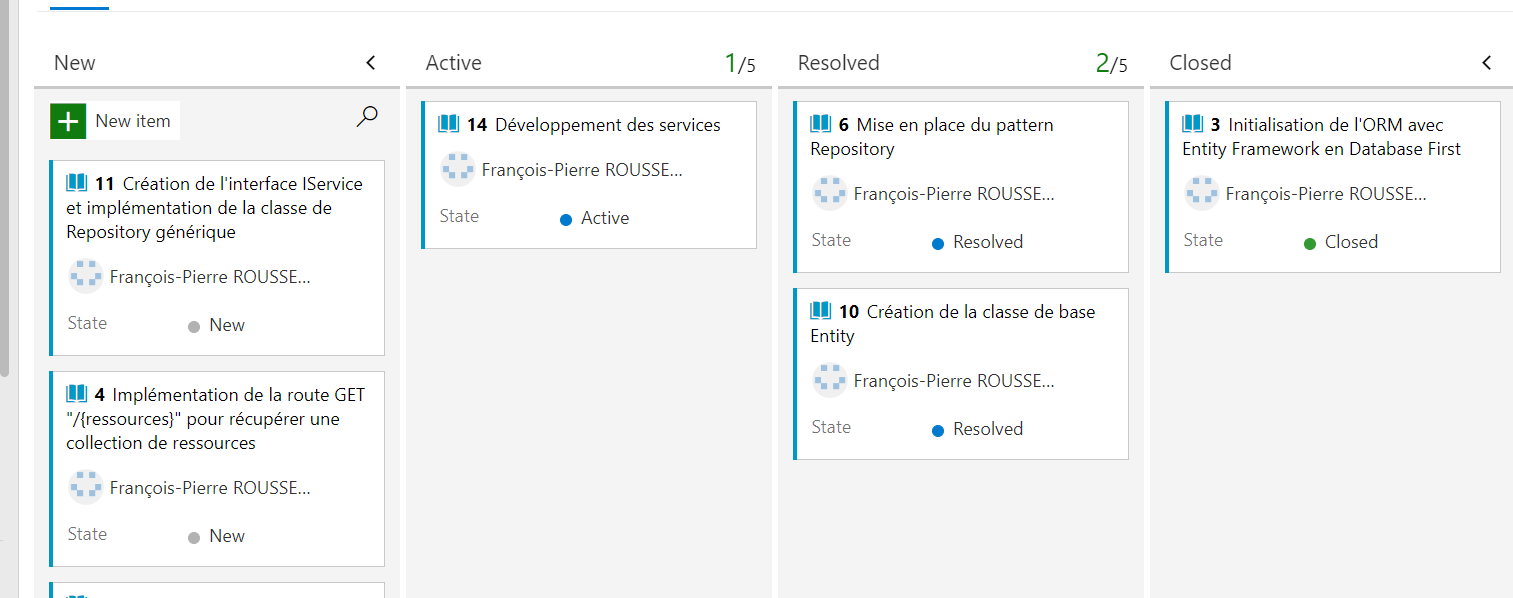 New
New item
11 Création de l'interface IService
et implémentation de la classe de
Repository générique
François-Pierre ROUSSE...
State
New
4 Implémentation de la route GET
"/{ressources}" pour récupérer une
collection de ressources
François-Pierre ROUSSE...
State
New
Active
1/5
14 Développement des services
François-Pierre ROUSSE...
State
Active
Resolved
2/5
6 Mise en place du pattern
Repository
François-Pierre ROUSSE...
State
Resolved
10 Création de la classe de base
Entity
François-Pierre ROUSSE...
State
Resolved
Closed
3 Initialisation de l'ORM avec
Entity Framework en Database First
François-Pierre ROUSSE...
State
Closed